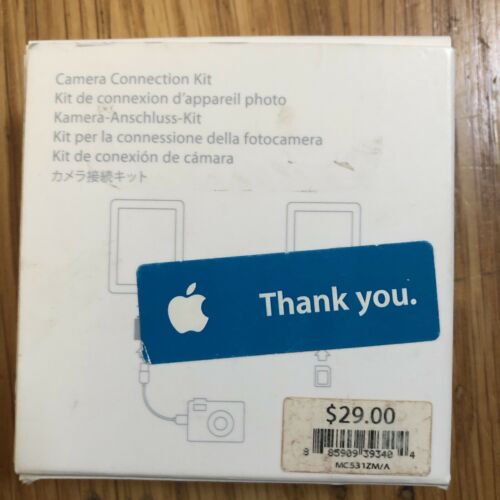 Camera Connection Kit
Kit de connexion d'appareil photo
Kamera-Anschluss-Kit
Kit per la connessione della fotocamera
Kit de conexión de cámara
カメラ接続キット
Thank you.
$29.00
8 85909 39340 4
MC531ZM/A